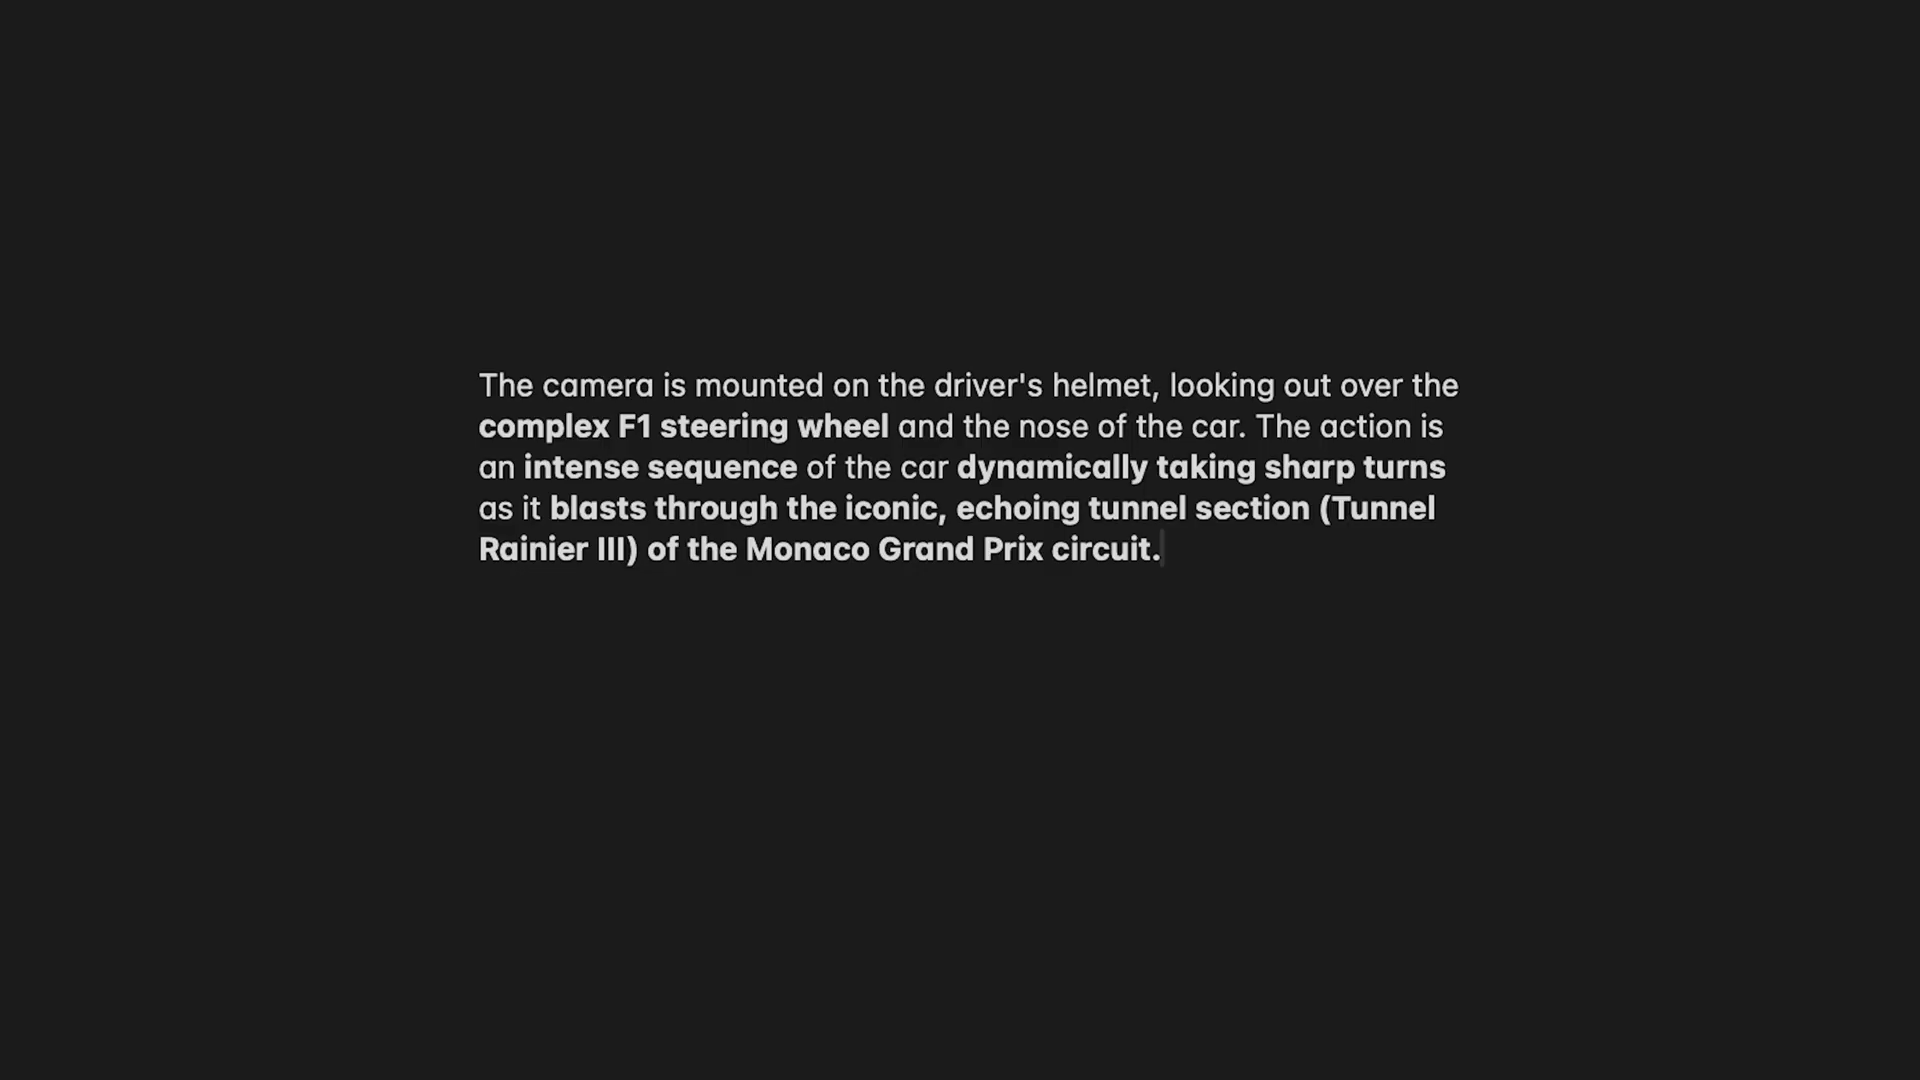 The camera is mounted on the driver's helmet, looking out over the
complex F1 steering wheel and the nose of the car. The action is
an intense sequence of the car dynamically taking sharp turns
as it blasts through the iconic, echoing tunnel section (Tunnel
Rainier III) of the Monaco Grand Prix circuit.